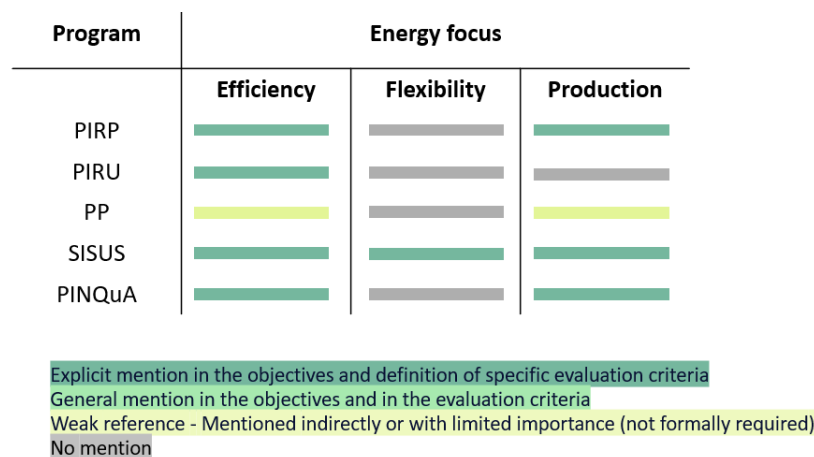 Program Energy focus
Efficiency Flexibility Production
PIRP
PIRU
PP
SISUS
PINQuA
Explicit mention in the objectives and definition of specific evaluation criteria
General mention in the objectives and in the evaluation criteria
Weak reference - Mentioned indirectly or with limited importance (not formally required)
No mention